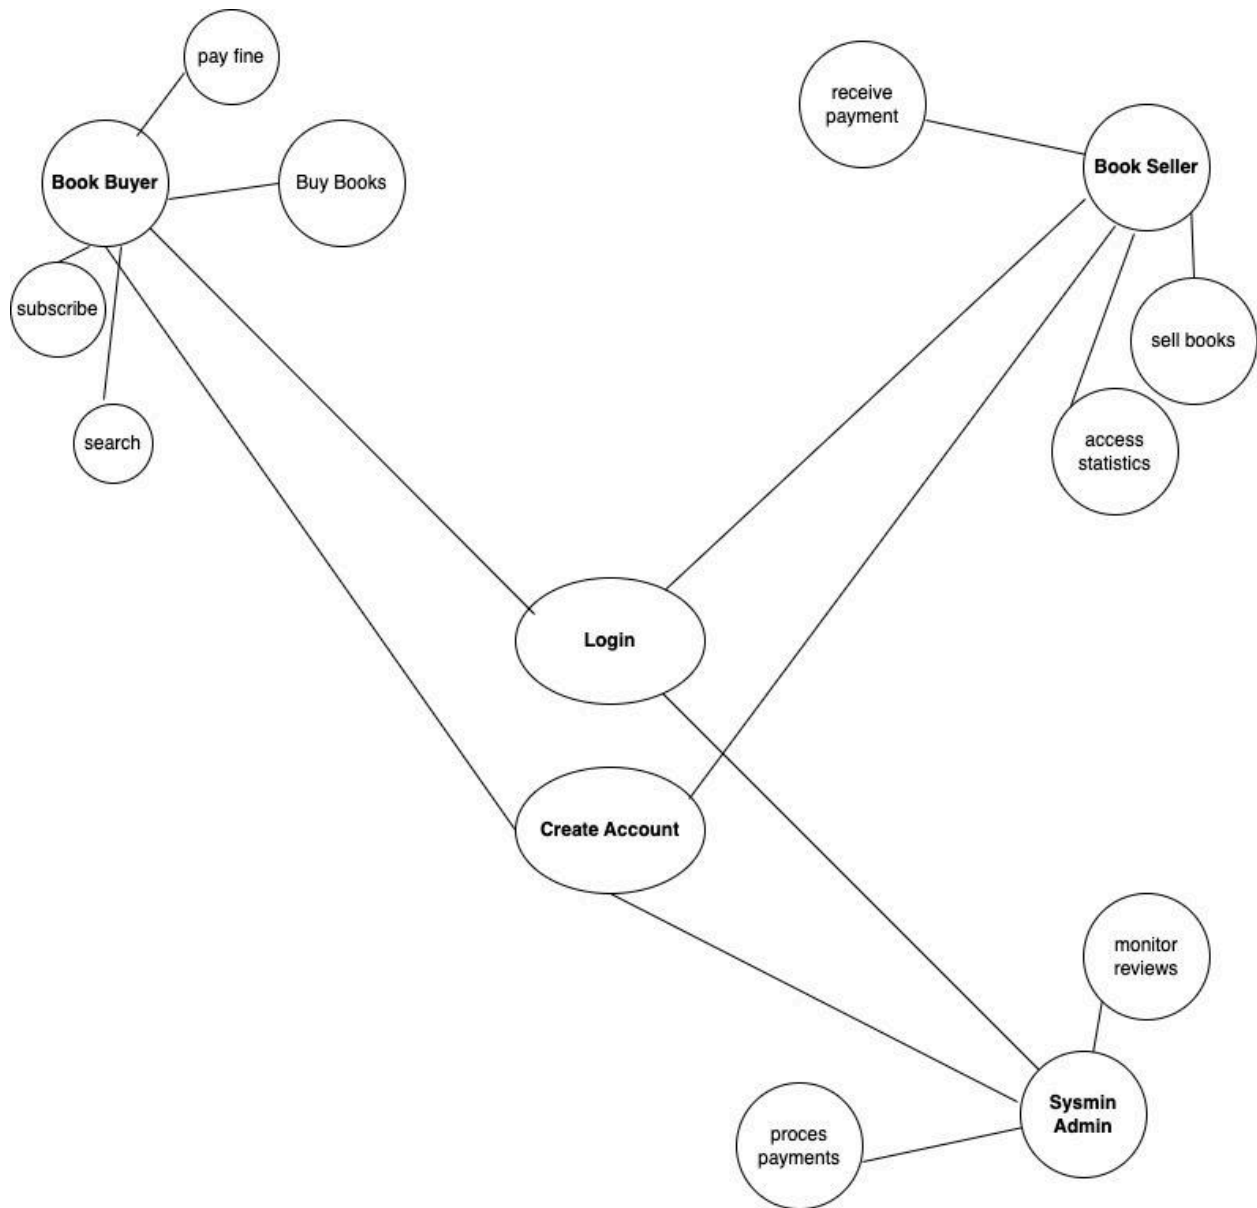 pay fine
receive
payment
Book Seller
Book Buyer
Buy Books
subscribe
sell books
search
access
statistics
Login
Create Account
monitor
reviews
Sysmin
Admin
proces
payments